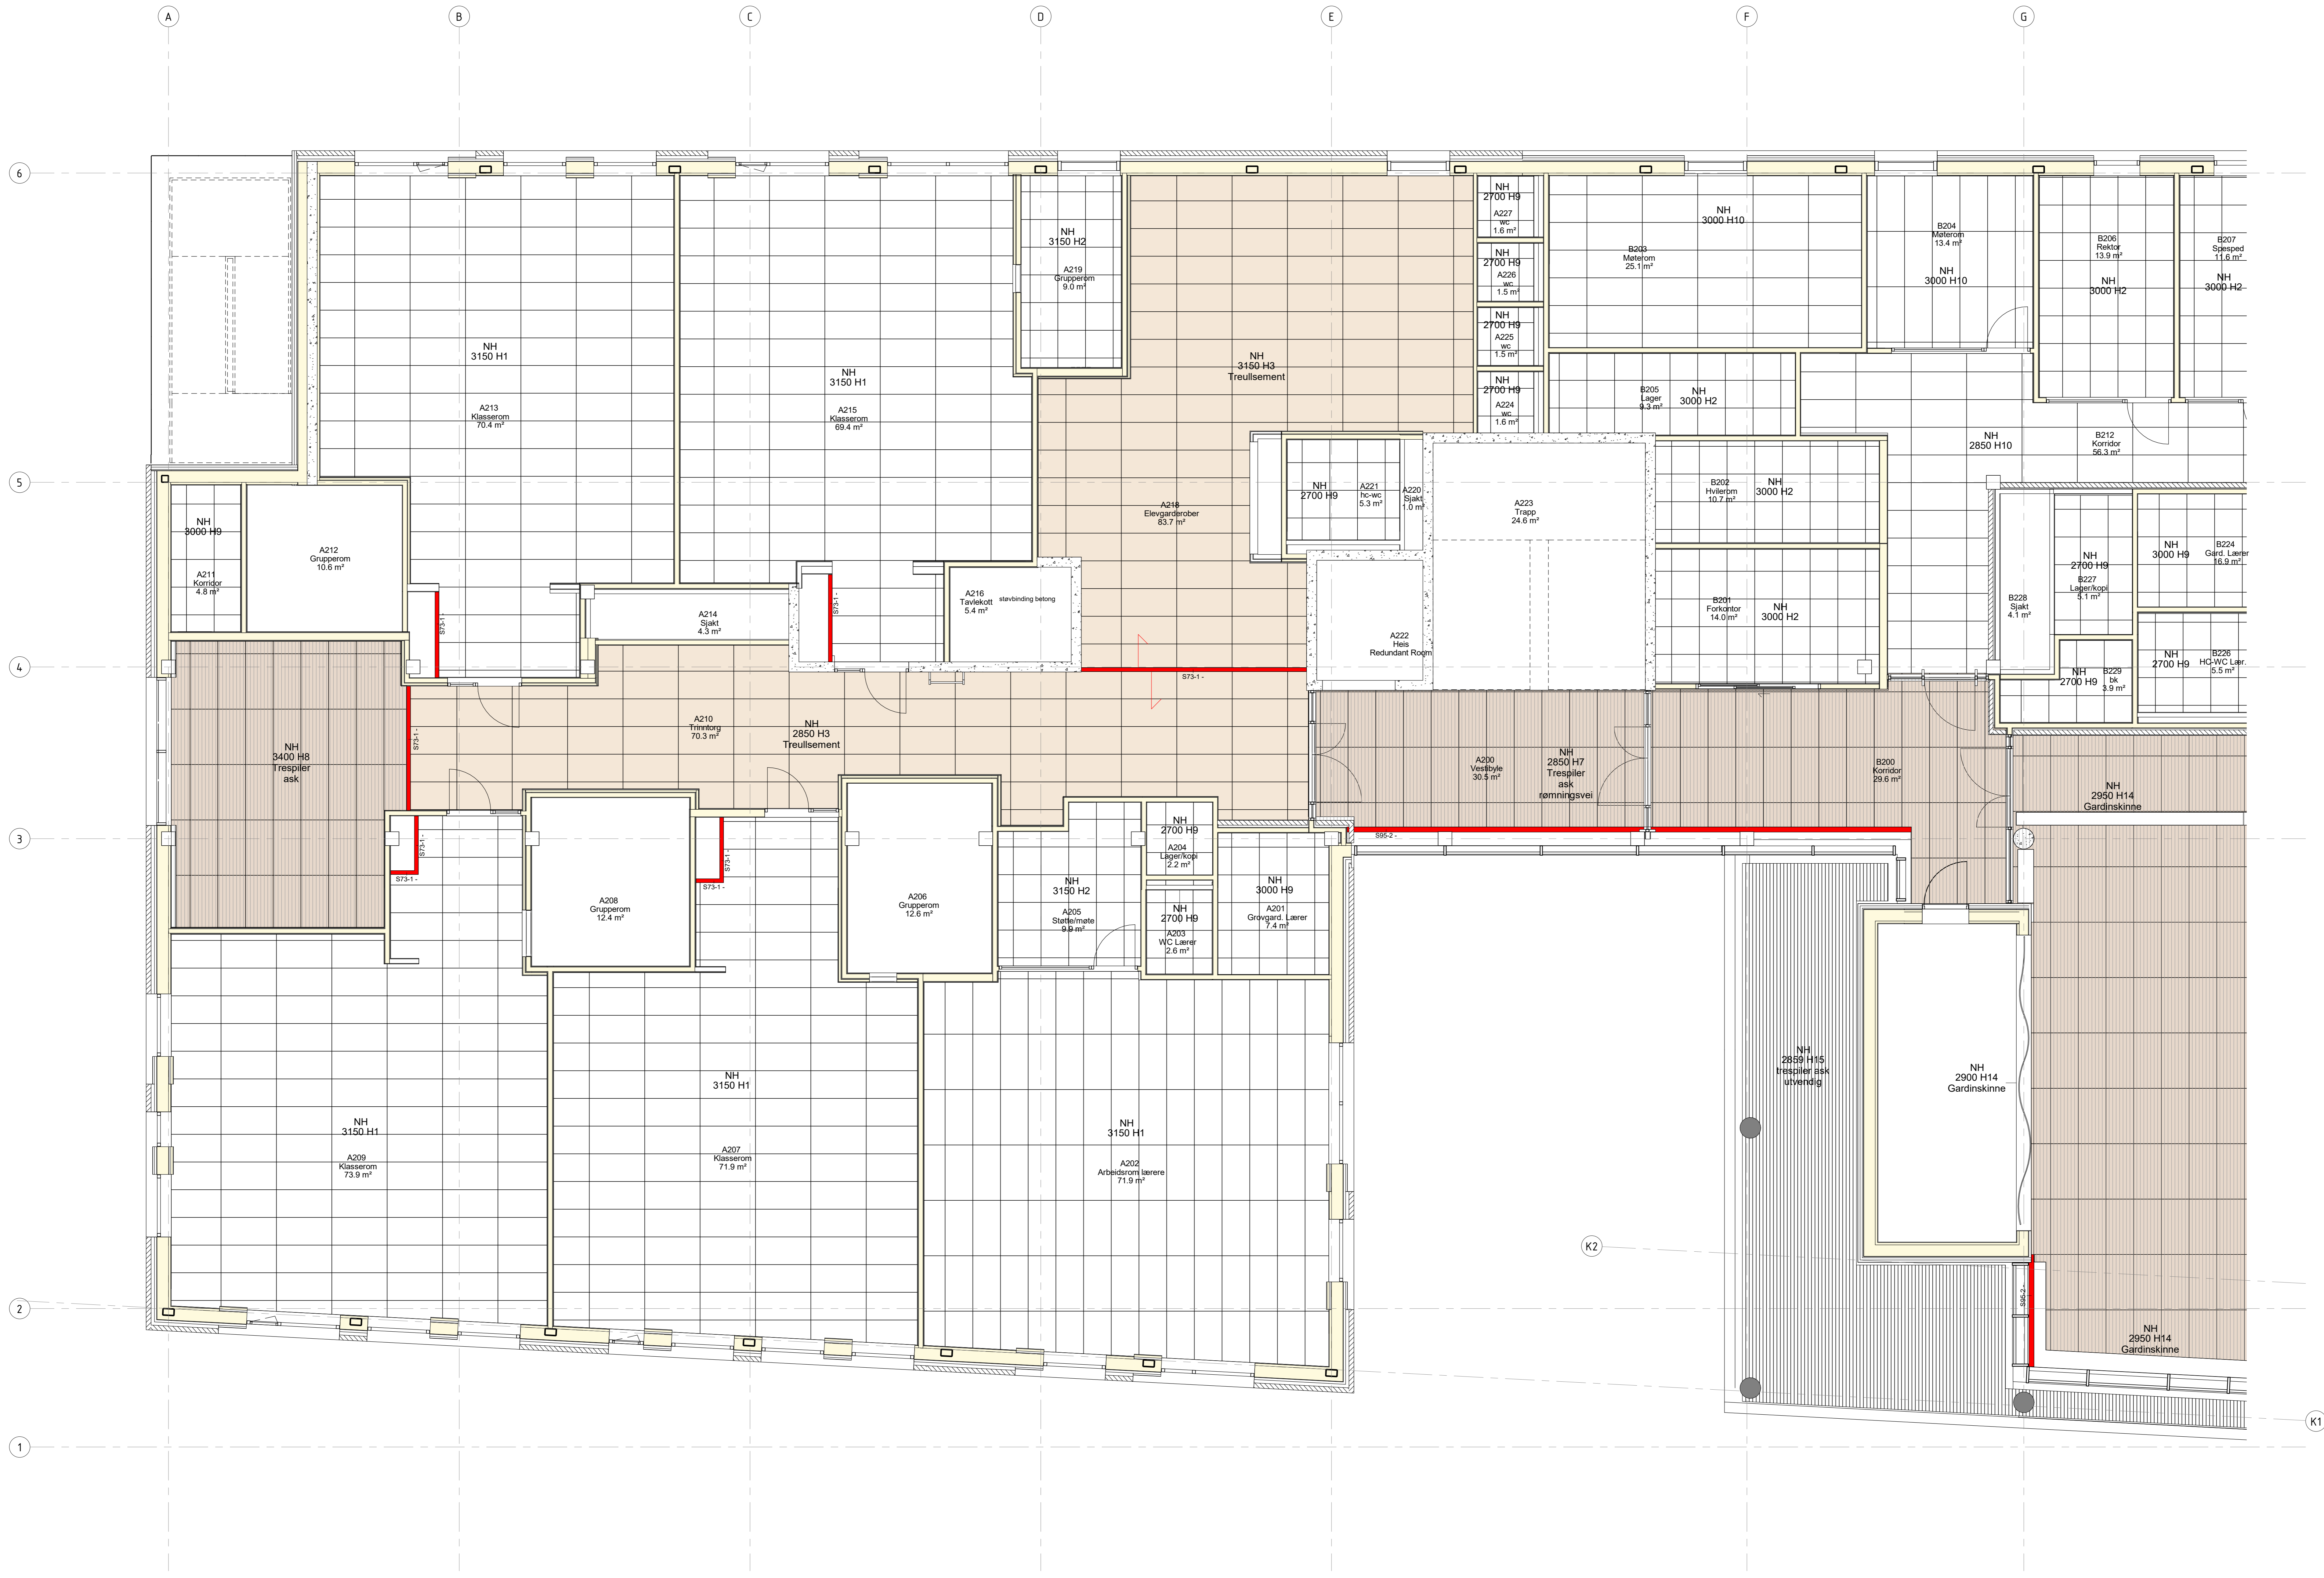 A
B
C
D
E
F
G
6
5
4
3
2
1
K2
K1
NH
3150 H1
A213
Klasserom
70.4 m²
NH
3150 H1
A215
Klasserom
69.4 m²
NH
3150 H2
A219
Grupperom
9.0 m²
NH
3150 H3
Treullsement
A218
Elevgarderober
83.7 m²
NH
2700 H9
A227
wc
1.6 m²
NH
2700 H9
A226
wc
1.5 m²
NH
2700 H9
A225
wc
1.5 m²
NH
2700 H9
A224
wc
1.6 m²
NH
3000 H10
B203
Møterom
25.1 m²
B204
Møterom
13.4 m²
NH
3000 H10
B206
Rektor
13.9 m²
NH
3000 H2
B207
Spesped
11.6 m²
NH
3000 H2
B205
Lager
9.3 m²
NH
3000 H2
NH
2850 H10
B212
Korridor
56.3 m²
NH
3000 H9
A211
Korridor
4.8 m²
A212
Grupperom
10.6 m²
A214
Sjakt
4.3 m²
A216
Tavlekott
5.4 m²
støvbinding betong
NH
2700 H9
A221
hc-wc
5.3 m²
A220
Sjakt
1.0 m²
A223
Trapp
24.6 m²
A222
Heis
Redundant Room
B202
Hvilerom
10.7 m²
NH
3000 H2
B201
Forkontor
14.0 m²
NH
3000 H2
B228
Sjakt
4.1 m²
NH
2700 H9
B227
Lager/kopi
5.1 m²
NH
3000 H9
B224
Gard. Lærer
16.9 m²
NH
2700 H9
B229
bk
3.9 m²
NH
2700 H9
B226
HC-WC Lær.
5.5 m²
S73-1 -
S73-1 -
S73-1 -
S73-1 -
NH
3400 H8
Trespiler
ask
A210
Trinntorg
70.3 m²
NH
2850 H3
Treullsement
A200
Vestibyle
30.5 m²
NH
2850 H7
Trespiler
ask
rømningsvei
B200
Korridor
29.6 m²
NH
2950 H14
Gardinskinne
S73-1 -
S73-1 -
S73-1 -
S73-1 -
S95-2 -
A208
Grupperom
12.4 m²
A206
Grupperom
12.6 m²
NH
3150 H2
A205
Støtte/møte
9.9 m²
NH
2700 H9
A204
Lager/kopi
2.2 m²
NH
2700 H9
A203
WC Lærer
2.6 m²
NH
3000 H9
A201
Grovgard. Lærer
7.4 m²
NH
3150 H1
A209
Klasserom
73.9 m²
NH
3150 H1
A207
Klasserom
71.9 m²
NH
3150 H1
A202
Arbeidsrom lærere
71.9 m²
NH
2859 H15
trespiler ask
utvendig
NH
2900 H14
Gardinskinne
S95-2 -
NH
2950 H14
Gardinskinne